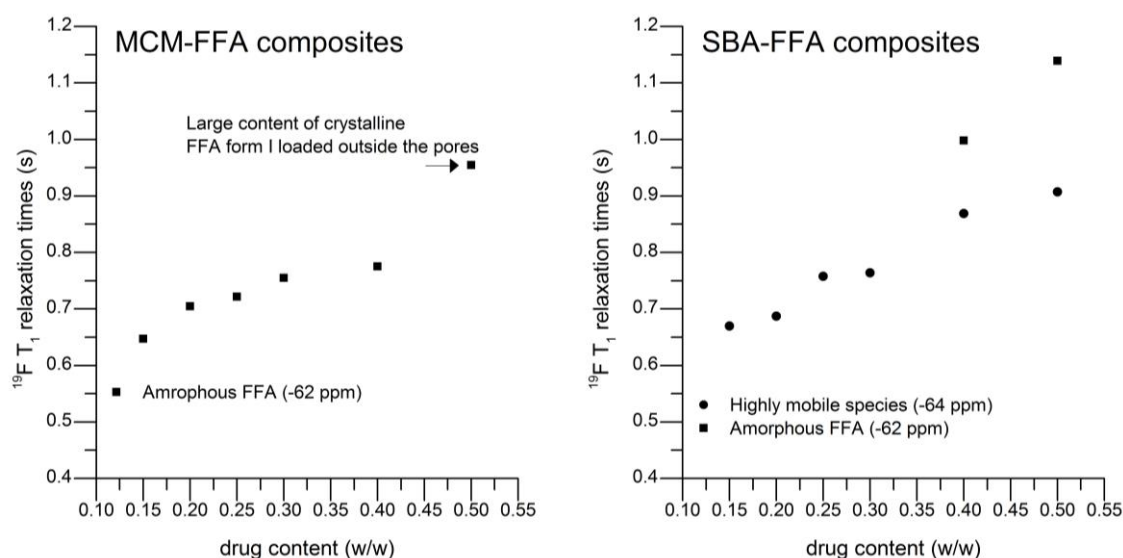 MCM-FFA composites
1.2
1.1
1.0
0.9
0.8
0.7
0.6
0.5
0.4
¹⁹F T₁ relaxation times (s)
Large content of crystalline
FFA form I loaded outside the pores
Amrophous FFA (-62 ppm)
0.10 0.15 0.20 0.25 0.30 0.35 0.40 0.45 0.50 0.55
drug content (w/w)
SBA-FFA composites
1.2
1.1
1.0
0.9
0.8
0.7
0.6
0.5
0.4
¹⁹F T₁ relaxation times (s)
Highly mobile species (-64 ppm)
Amorphous FFA (-62 ppm)
0.10 0.15 0.20 0.25 0.30 0.35 0.40 0.45 0.50 0.55
drug content (w/w)